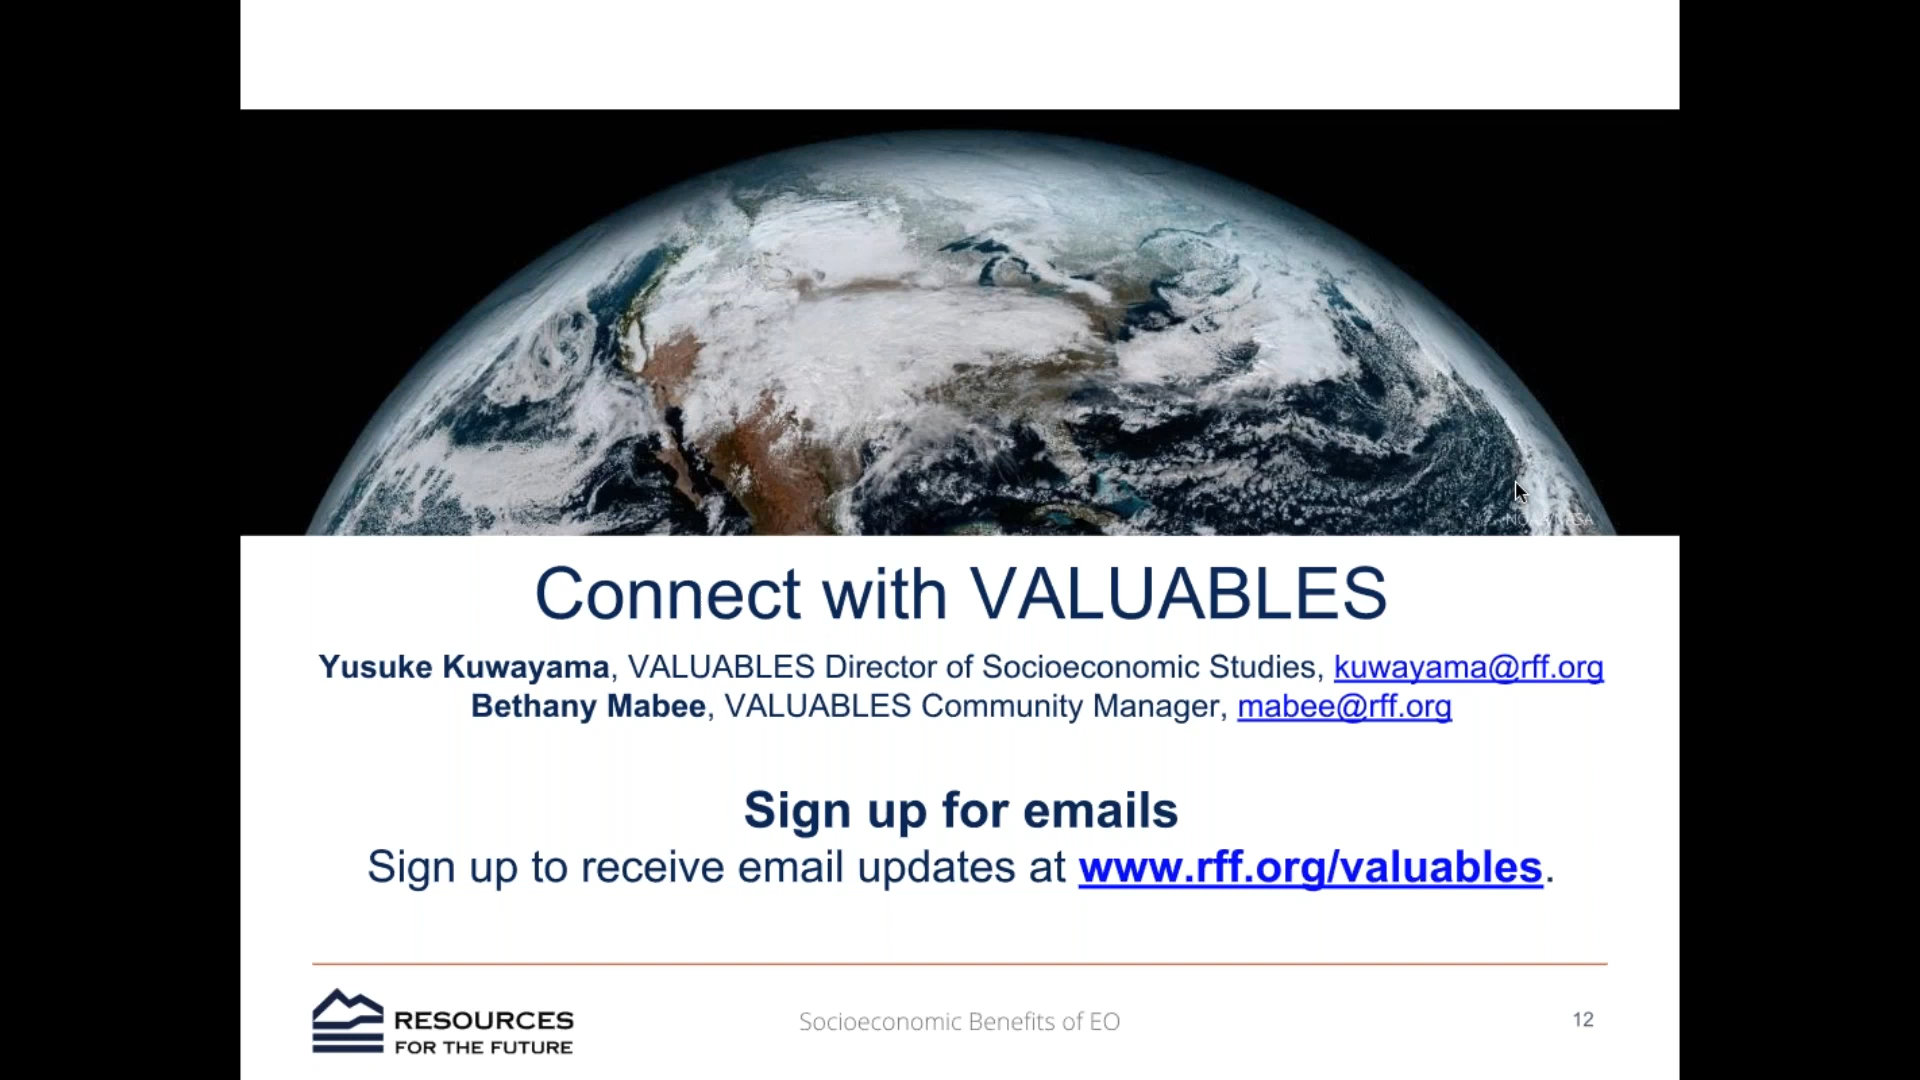 Connect with VALUABLES
Yusuke Kuwayama, VALUABLES Director of Socioeconomic Studies, kuwayama@rff.org
Bethany Mabee, VALUABLES Community Manager, mabee@rff.org
Sign up for emails
Sign up to receive email updates at www.rff.org/valuables.
RESOURCES
FOR THE FUTURE
Socioeconomic Benefits of EO
12